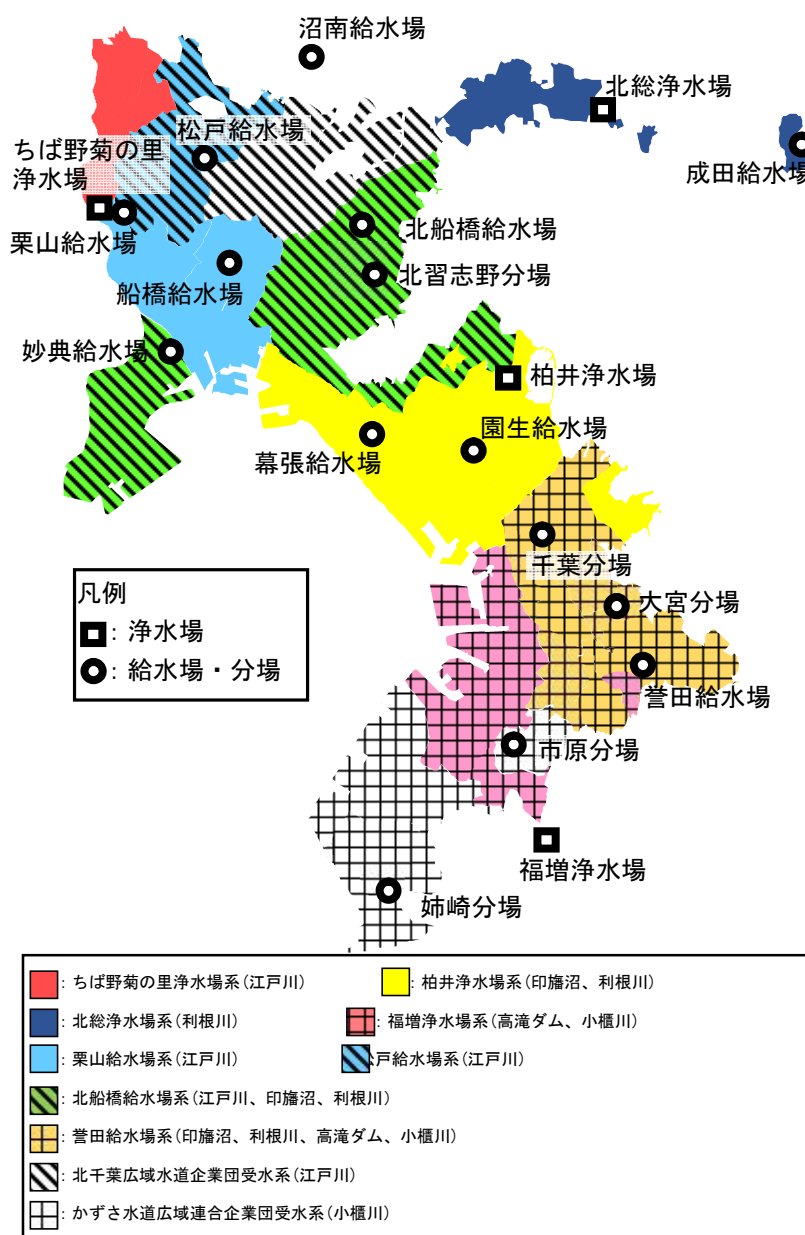 沼南給水場
北総浄水場
松戸給水場
ちば野菊の里
浄水場
成田給水場
栗山給水場
北船橋給水場
船橋給水場
北習志野分場
妙典給水場
柏井浄水場
園生給水場
幕張給水場
千葉分場
凡例
大宮分場
: 浄水場
: 給水場・分場
誉田給水場
市原分場
福増浄水場
姉崎分場
: ちば野菊の里浄水場系(江戸川)
: 柏井浄水場系(印旛沼、利根川)
: 北総浄水場系(利根川)
: 福増浄水場系(高滝ダム、小櫃川)
: 栗山給水場系(江戸川)
戸給水場系(江戸川)
: 北船橋給水場系(江戸川、印旛沼、利根川)
: 誉田給水場系(印旛沼、利根川、高滝ダム、小櫃川)
: 北千葉広域水道企業団受水系(江戸川)
: かずさ水道広域連合企業団受水系(小櫃川)